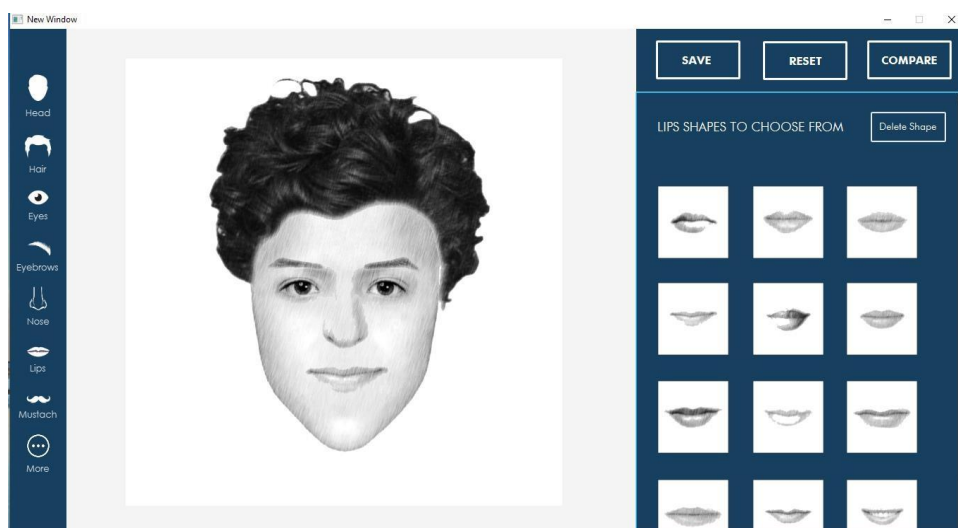 New Window
Head
Hair
Eyes
Eyebrows
Nose
Lips
Mustach
More
SAVE
RESET
COMPARE
LIPS SHAPES TO CHOOSE FROM
Delete Shape